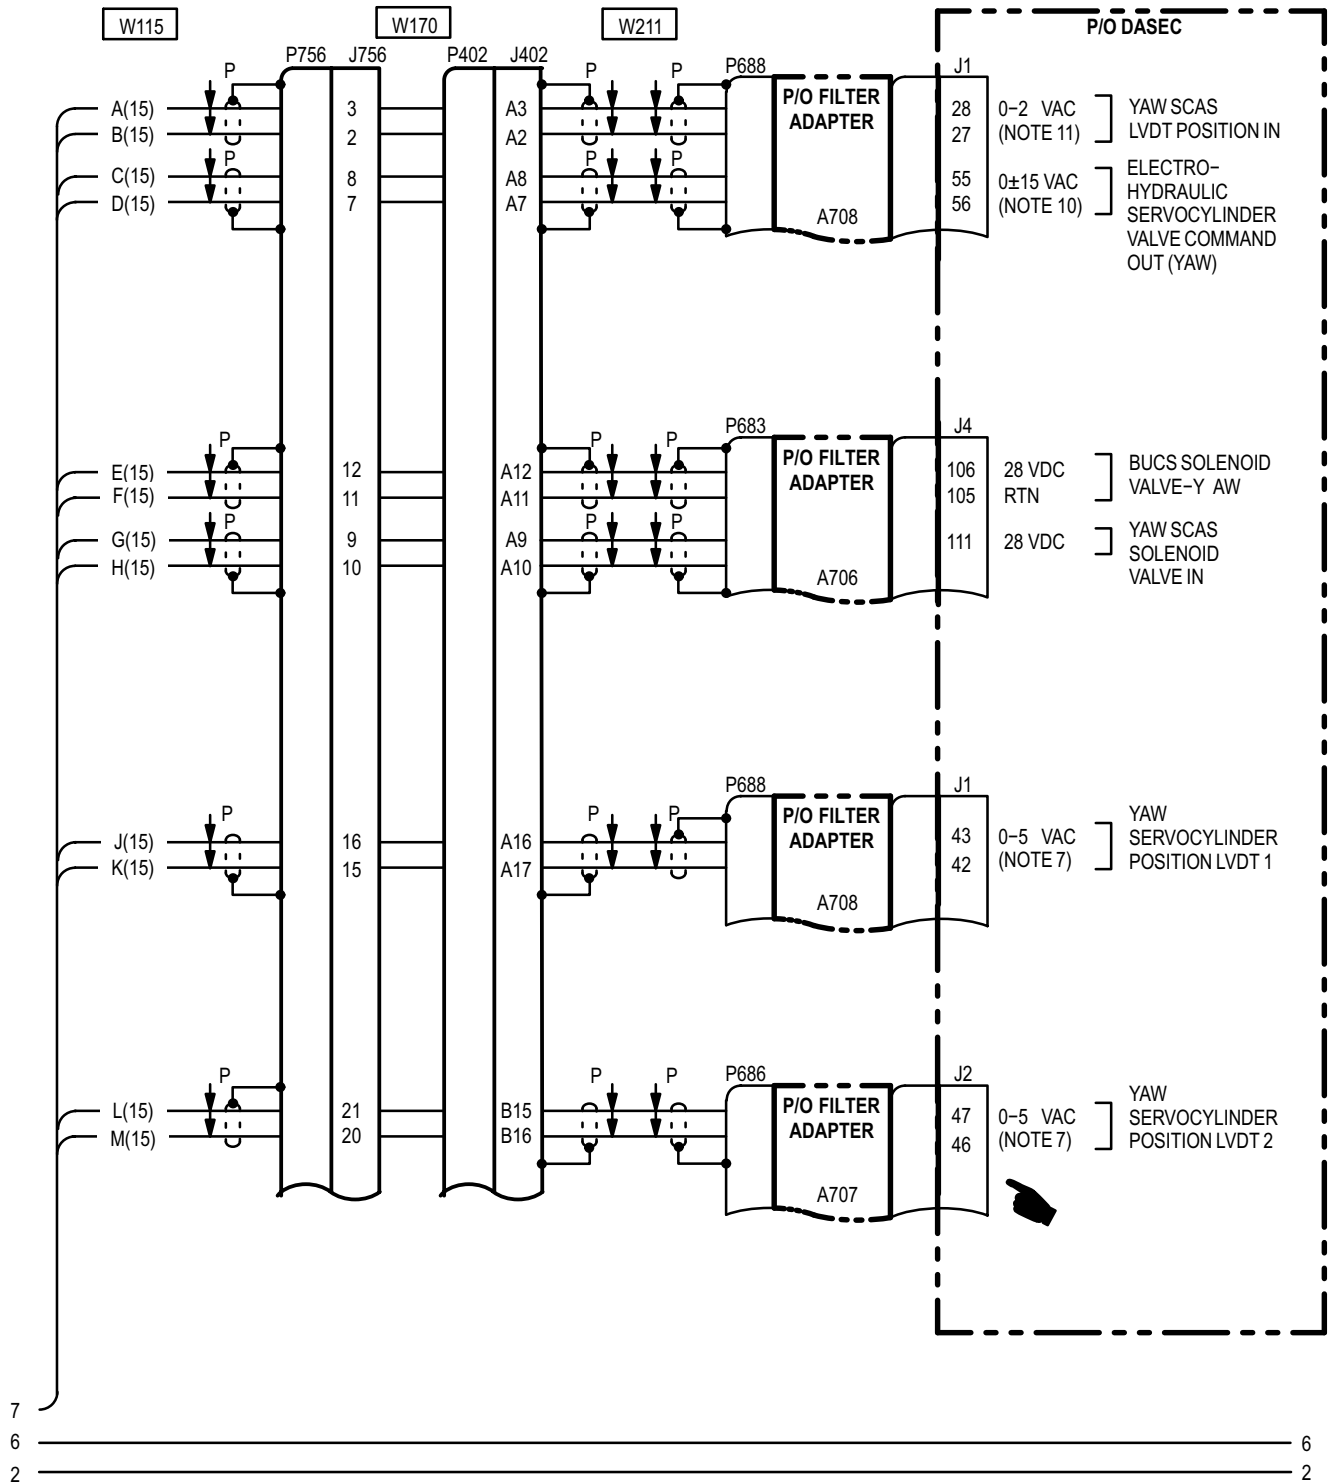 W115 W170 W211 P/O DASEC
P756 J756 P402 J402 P688 J1
P P P
A(15) 3 A3 P/O FILTER 28 0−2 VAC YAW SCAS
B(15) 2 A2 ADAPTER 27 (NOTE 11) LVDT POSITION IN
P P P
C(15) 8 A8 55 0±15 VAC ELECTRO−
D(15) 7 A7 56 (NOTE 10) HYDRAULIC
A708 SERVOCYLINDER
VALVE COMMAND
OUT (YAW)
P683 J4
P P P
E(15) 12 A12 P/O FILTER 106 28 VDC BUCS SOLENOID
F(15) 11 A11 ADAPTER 105 RTN VALVE−Y AW
P P P
G(15) 9 A9 111 28 VDC YAW SCAS
H(15) 10 A10 SOLENOID
A706 VALVE IN
P688 J1
P P P
J(15) 16 A16 P/O FILTER 43 0−5 VAC YAW
K(15) 15 A17 ADAPTER 42 (NOTE 7) SERVOCYLINDER
POSITION LVDT 1
A708
P686 J2
P P P
L(15) 21 B15 P/O FILTER 47 0−5 VAC YAW
M(15) 20 B16 ADAPTER 46 (NOTE 7) SERVOCYLINDER
POSITION LVDT 2
A707
7
6 6
2 2